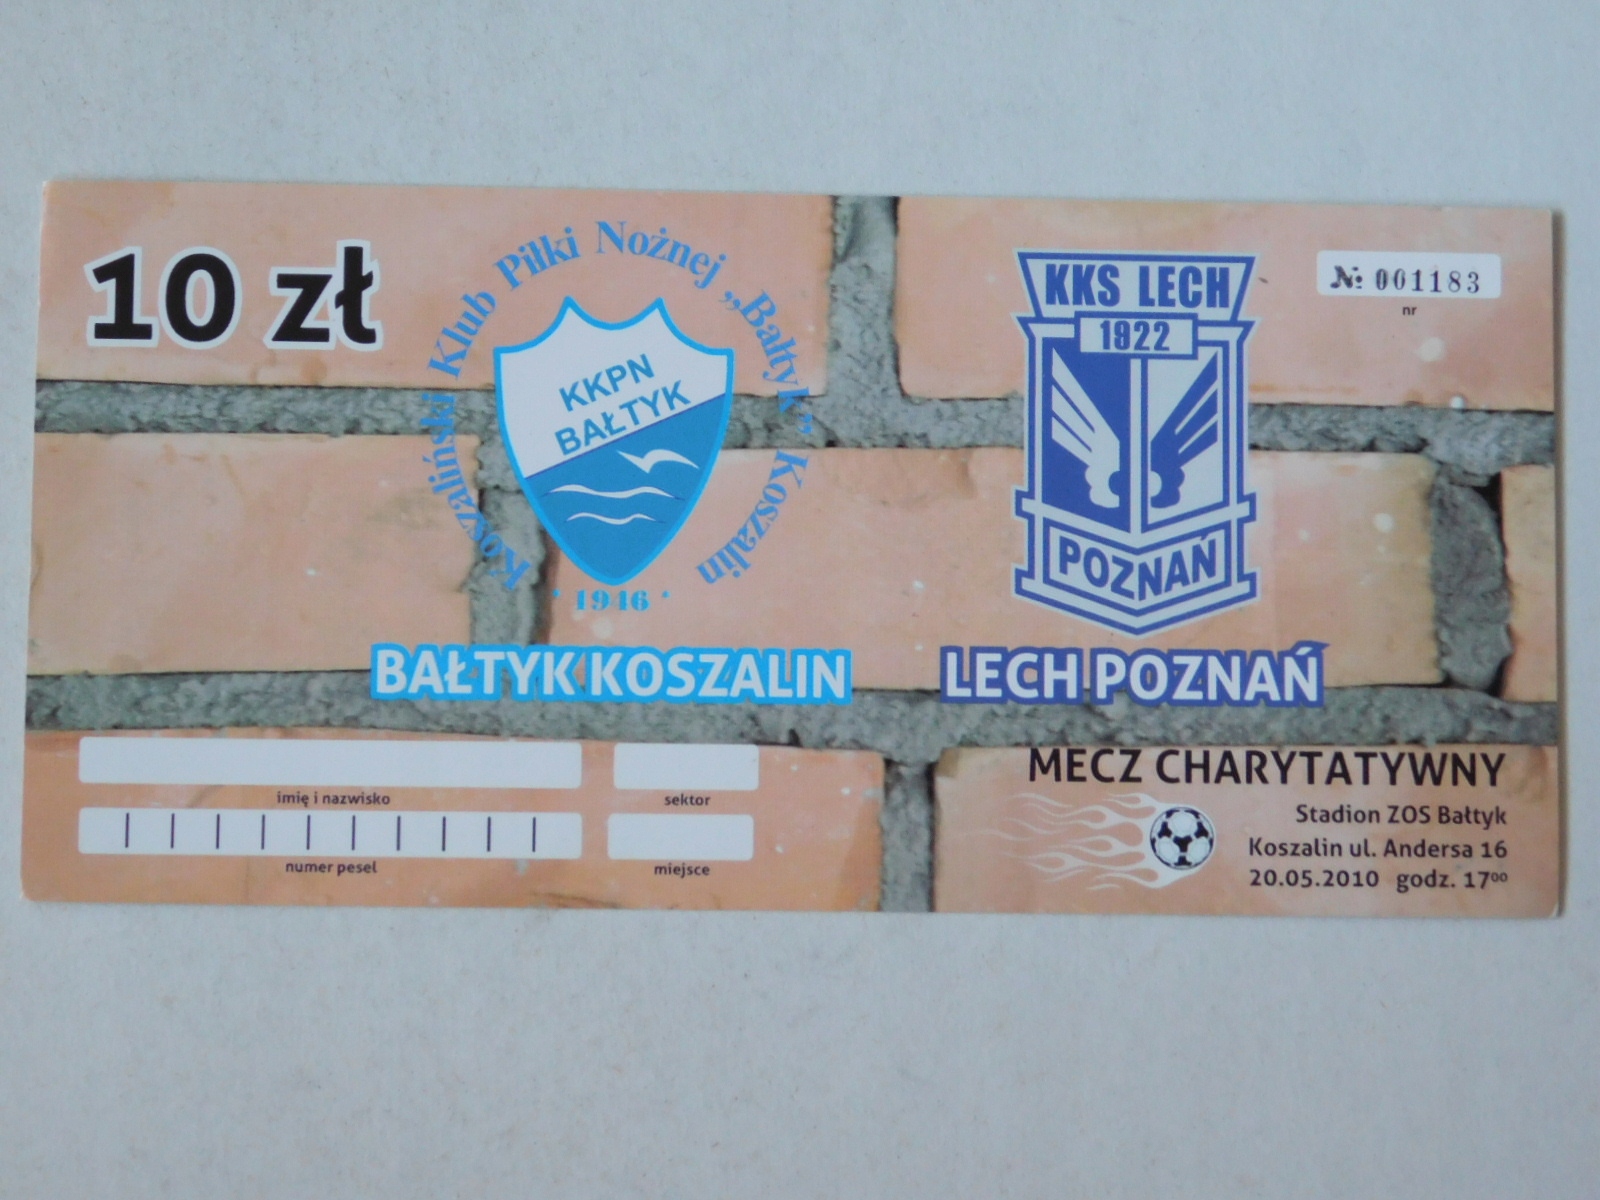 10 zł
Koszaliński Klub Piłki Nożnej „Bałtyk” Koszalin
KKPN
BAŁTYK
· 1946 ·
BAŁTYK KOSZALIN
KKS LECH
1922
POZNAŃ
LECH POZNAŃ
№: 001183
nr
imię i nazwisko
sektor
numer pesel
miejsce
MECZ CHARYTATYWNY
Stadion ZOS Bałtyk
Koszalin ul. Andersa 16
20.05.2010 godz. 17⁰⁰